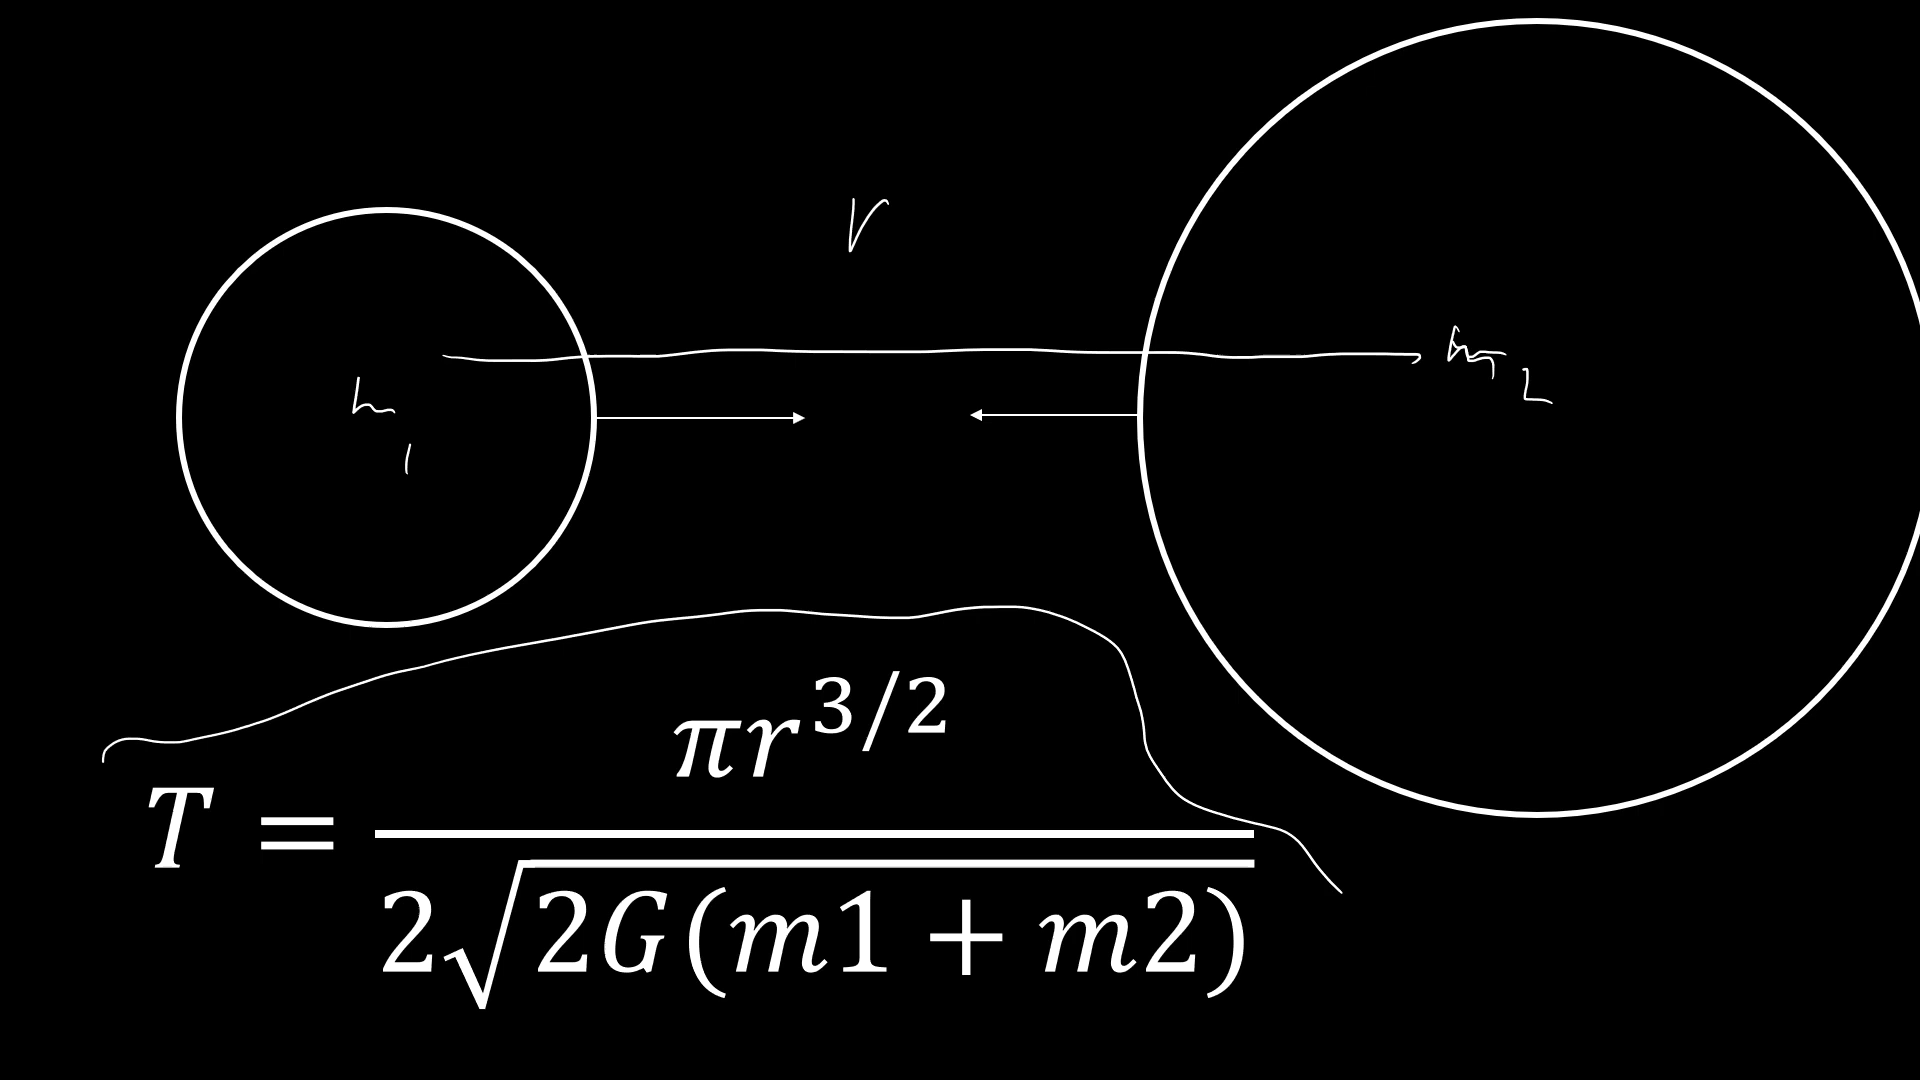 r
m₁
m₂
T = πr^{3/2} / 2√(2G(m1 + m2))